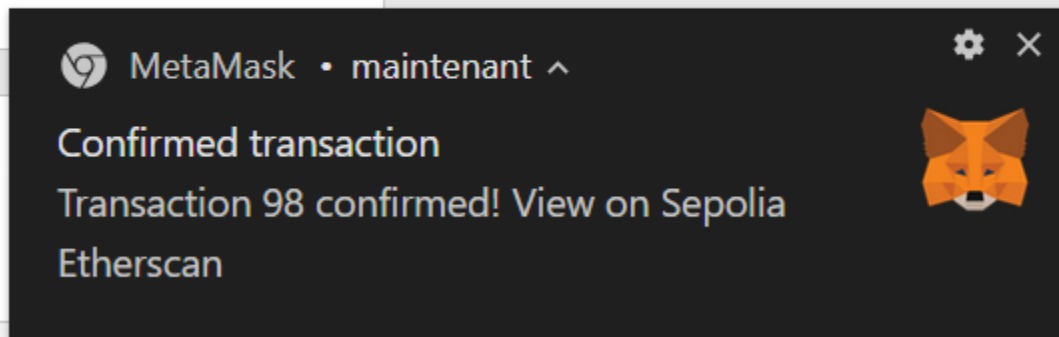 MetaMask • maintenant
Confirmed transaction
Transaction 98 confirmed! View on Sepolia
Etherscan